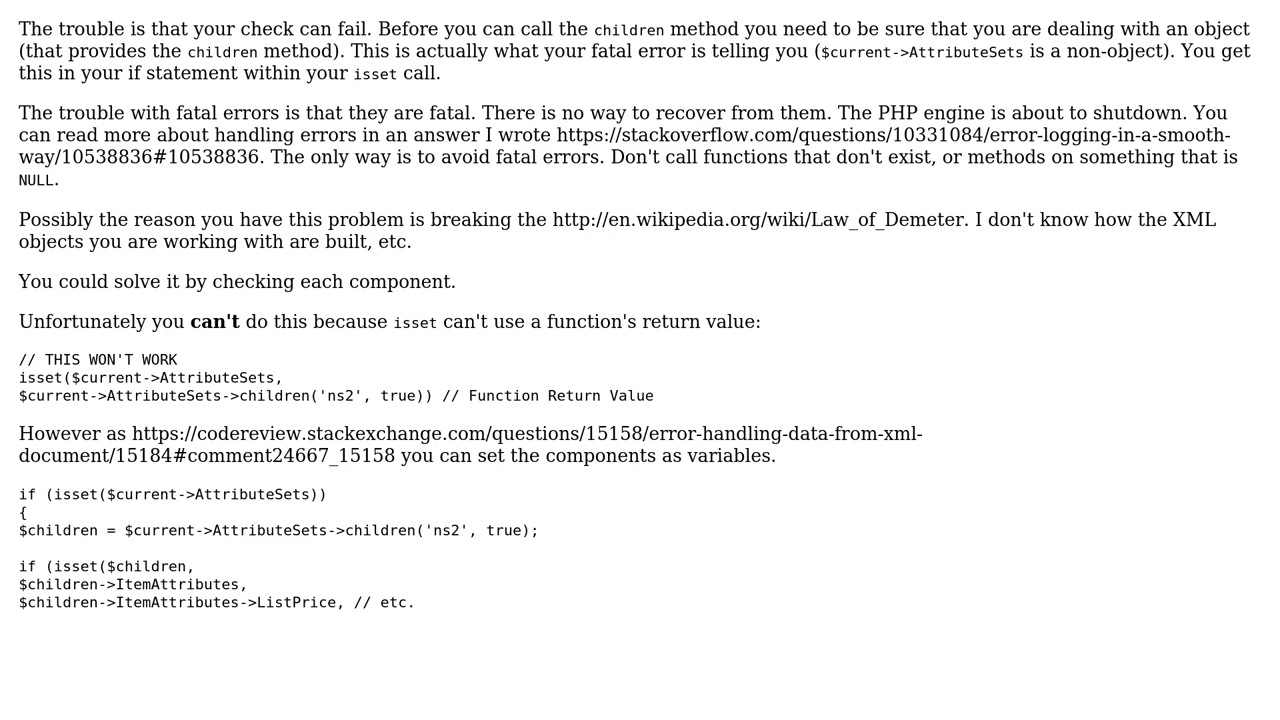 The trouble is that your check can fail. Before you can call the children method you need to be sure that you are dealing with an object
(that provides the children method). This is actually what your fatal error is telling you ($current->AttributeSets is a non-object). You get
this in your if statement within your isset call.
The trouble with fatal errors is that they are fatal. There is no way to recover from them. The PHP engine is about to shutdown. You
can read more about handling errors in an answer I wrote https://stackoverflow.com/questions/10331084/error-logging-in-a-smooth-
way/10538836#10538836. The only way is to avoid fatal errors. Don't call functions that don't exist, or methods on something that is
NULL.
Possibly the reason you have this problem is breaking the http://en.wikipedia.org/wiki/Law_of_Demeter. I don't know how the XML
objects you are working with are built, etc.
You could solve it by checking each component.
Unfortunately you can't do this because isset can't use a function's return value:
// THIS WON'T WORK
isset($current->AttributeSets,
$current->AttributeSets->children('ns2', true)) // Function Return Value
However as https://codereview.stackexchange.com/questions/15158/error-handling-data-from-xml-
document/15184#comment24667_15158 you can set the components as variables.
if (isset($current->AttributeSets))
{
$children = $current->AttributeSets->children('ns2', true);
if (isset($children,
$children->ItemAttributes,
$children->ItemAttributes->ListPrice, // etc.